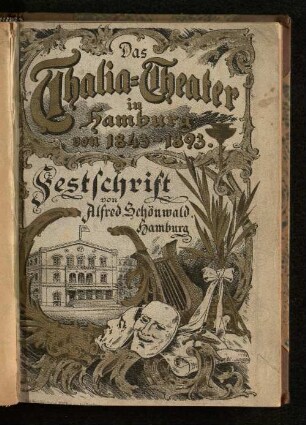 Das
Thalia=Theater
in
Hamburg
von 1843-1893.
Festschrift
von
Alfred Schönwald
Hamburg